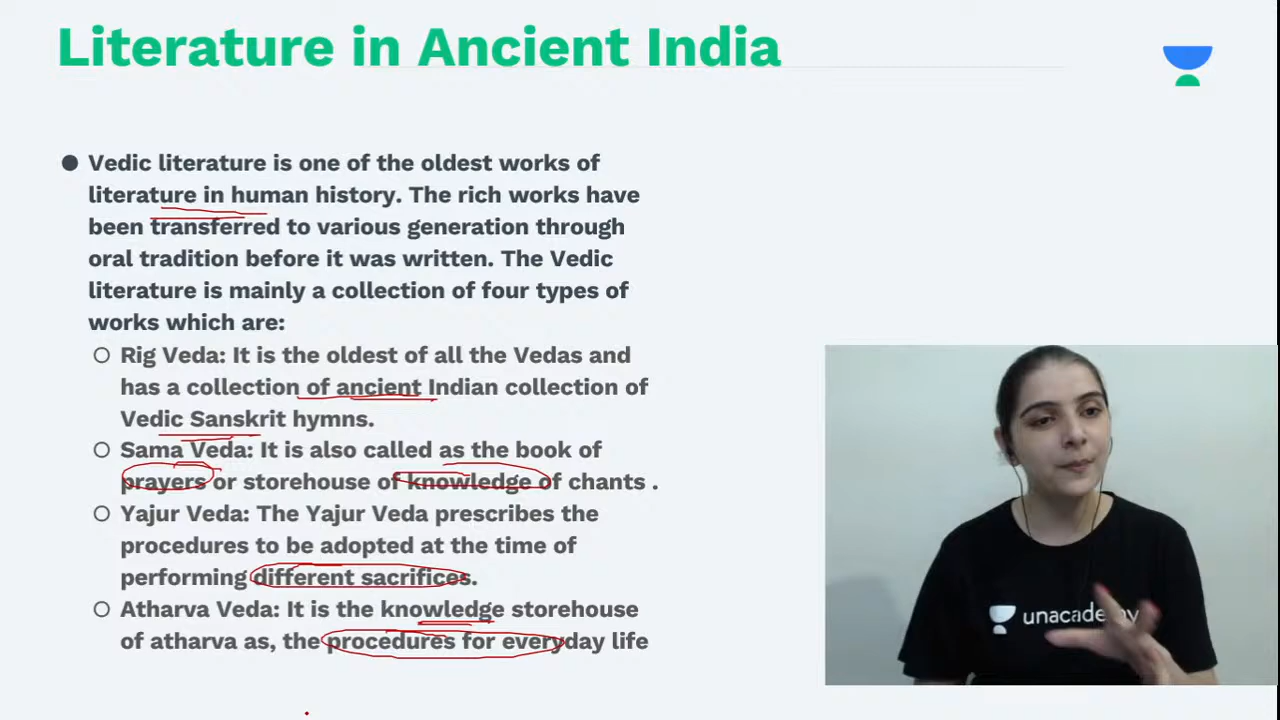 Literature in Ancient India
● Vedic literature is one of the oldest works of
literature in human history. The rich works have
been transferred to various generation through
oral tradition before it was written. The Vedic
literature is mainly a collection of four types of
works which are:
○ Rig Veda: It is the oldest of all the Vedas and
has a collection of ancient Indian collection of
Vedic Sanskrit hymns.
○ Sama Veda: It is also called as the book of
prayers or storehouse of knowledge of chants .
○ Yajur Veda: The Yajur Veda prescribes the
procedures to be adopted at the time of
performing different sacrifices.
○ Atharva Veda: It is the knowledge storehouse
of atharva as, the procedures for everyday life
unacademy